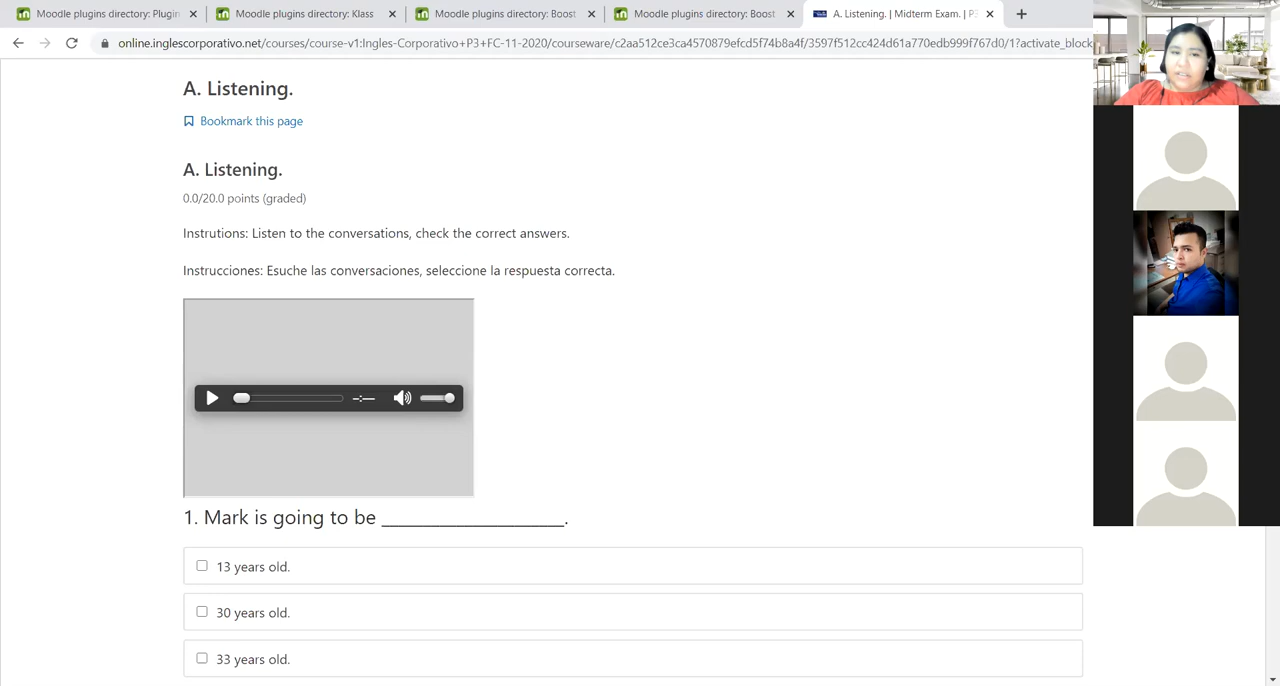 Moodle plugins directory: Plugin
Moodle plugins directory: Klass
Moodle plugins directory: Boost
Moodle plugins directory: Boost
A. Listening. | Midterm Exam. | P3
online.inglescorporativo.net/courses/course-v1:Ingles-Corporativo+P3+FC-11-2020/courseware/c2aa512ce3ca4570879efcd5f74b8a4f/3597f512cc424d61a770edb999f767d0/1?activate_block
A. Listening.
Bookmark this page
A. Listening.
0.0/20.0 points (graded)
Instrutions: Listen to the conversations, check the correct answers.
Instrucciones: Esuche las conversaciones, seleccione la respuesta correcta.
-:--
1. Mark is going to be __________________.
13 years old.
30 years old.
33 years old.